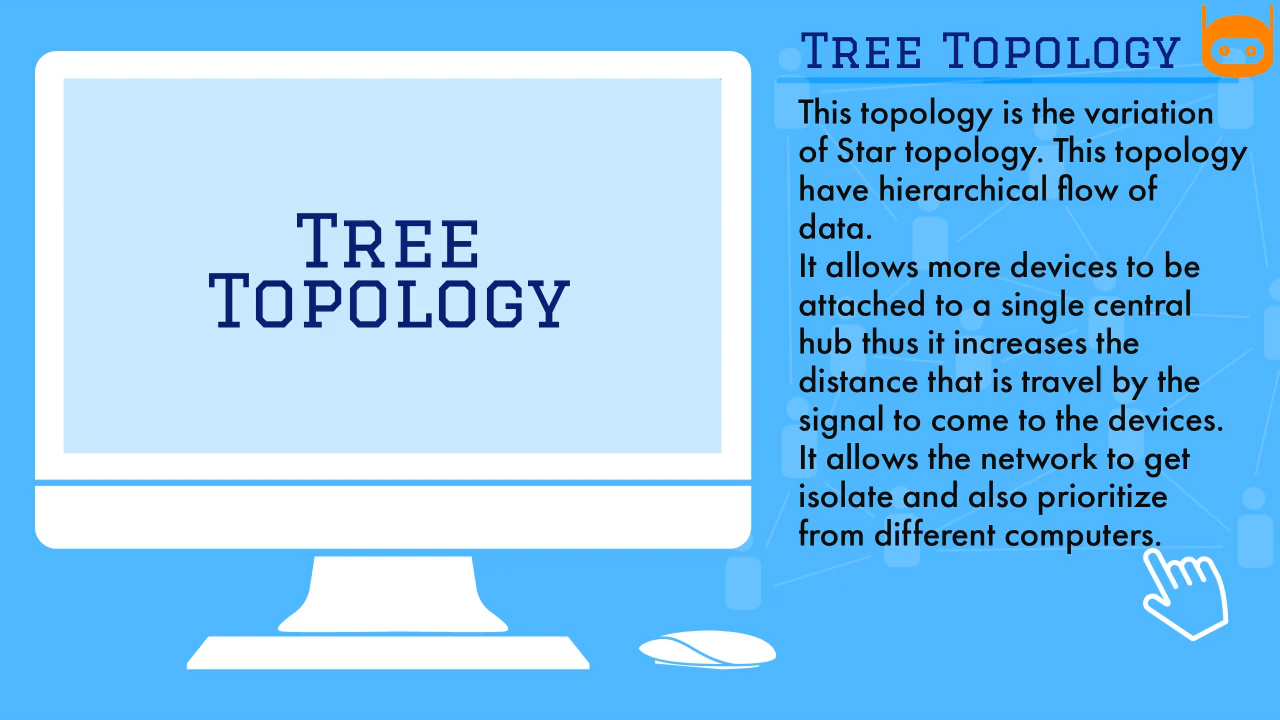 Tree
Topology
Tree Topology
This topology is the variation
of Star topology. This topology
have hierarchical flow of
data.
It allows more devices to be
attached to a single central
hub thus it increases the
distance that is travel by the
signal to come to the devices.
It allows the network to get
isolate and also prioritize
from different computers.